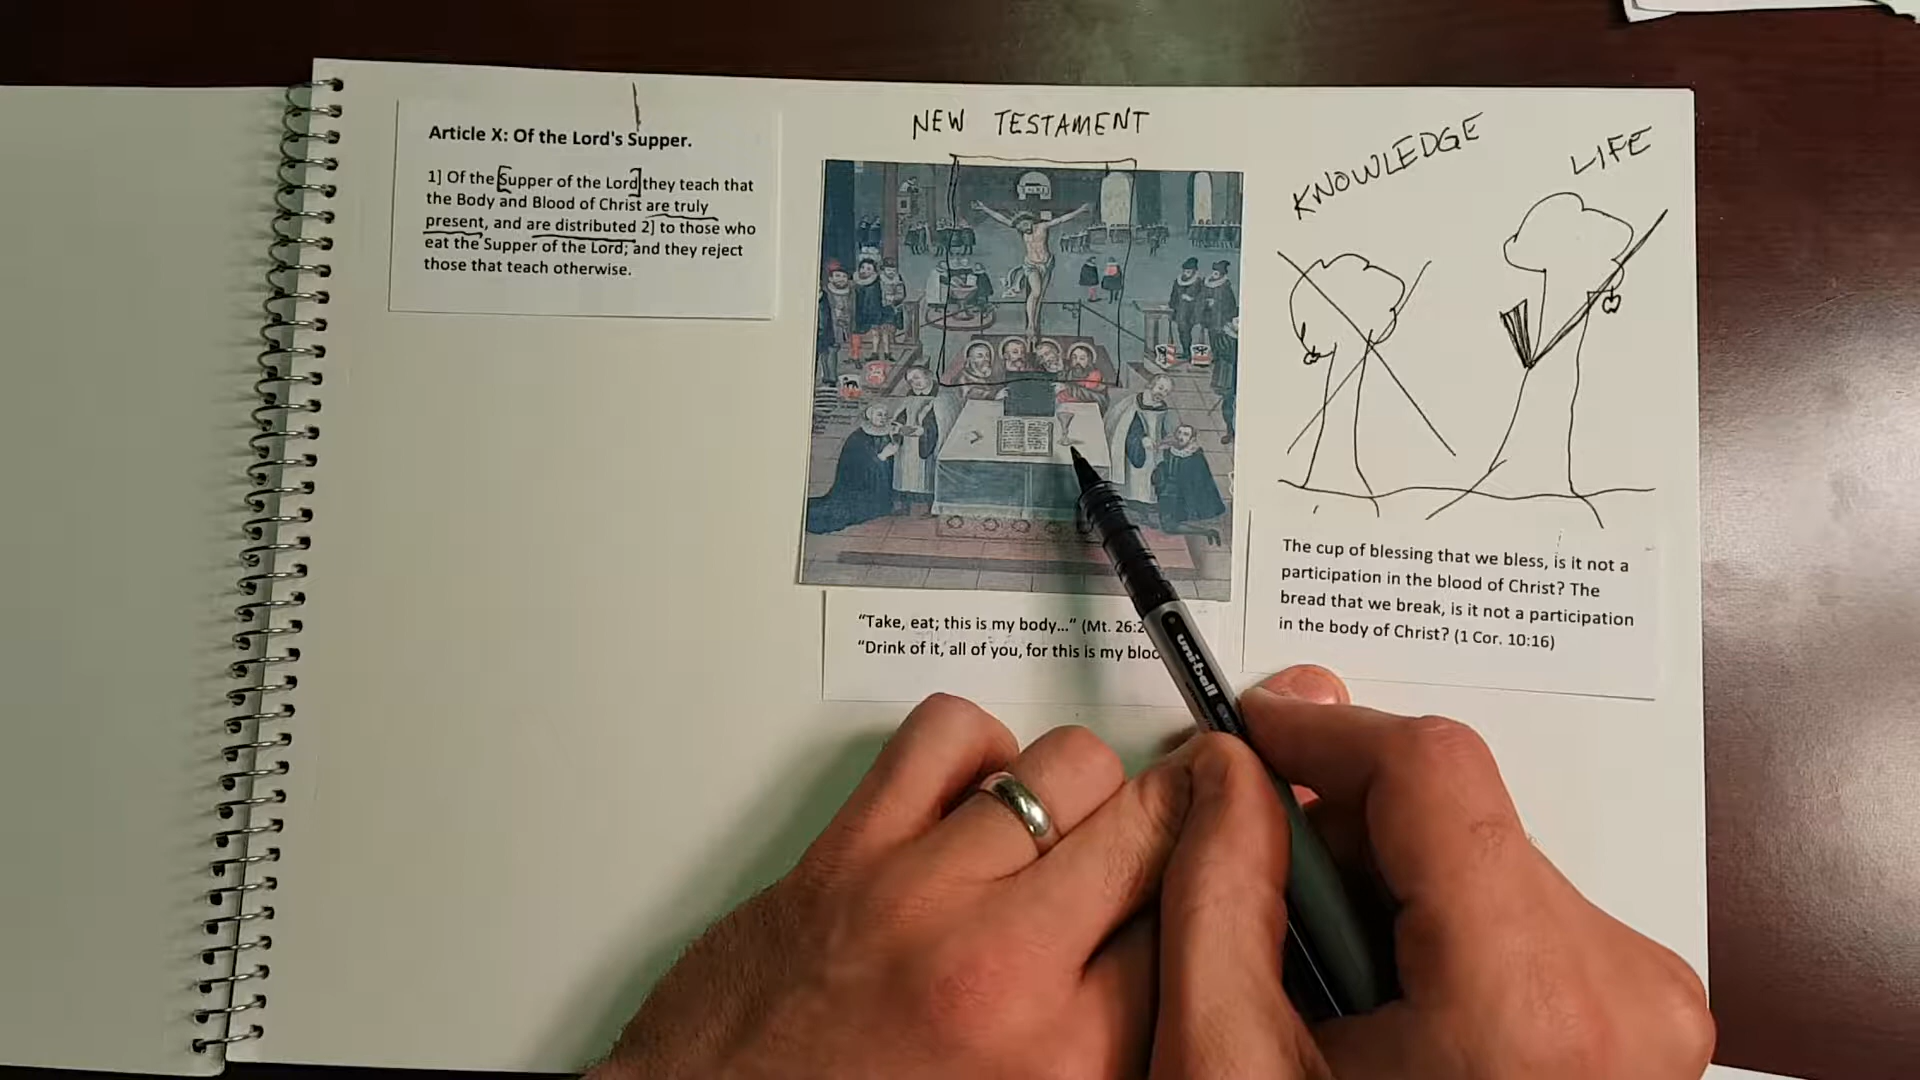 Article X: Of the Lord's Supper.
1] Of the [Supper of the Lord] they teach that
the Body and Blood of Christ are truly
present, and are distributed 2] to those who
eat the Supper of the Lord; and they reject
those that teach otherwise.
NEW TESTAMENT
“Take, eat; this is my body…” (Mt. 26:2
“Drink of it, all of you, for this is my
KNOWLEDGE
LIFE
The cup of blessing that we bless, is it not a
participation in the blood of Christ? The
bread that we break, is it not a participation
in the body of Christ? (1 Cor. 10:16)
uni-ball